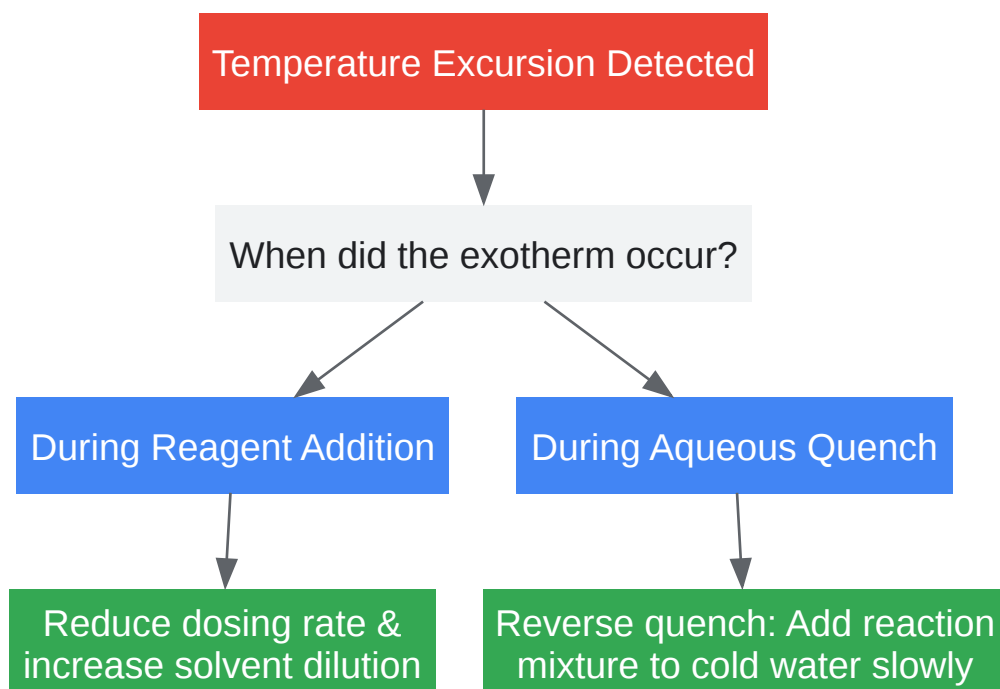 Temperature Excursion Detected
When did the exotherm occur?
During Reagent Addition
During Aqueous Quench
Reduce dosing rate &
increase solvent dilution
Reverse quench: Add reaction
mixture to cold water slowly